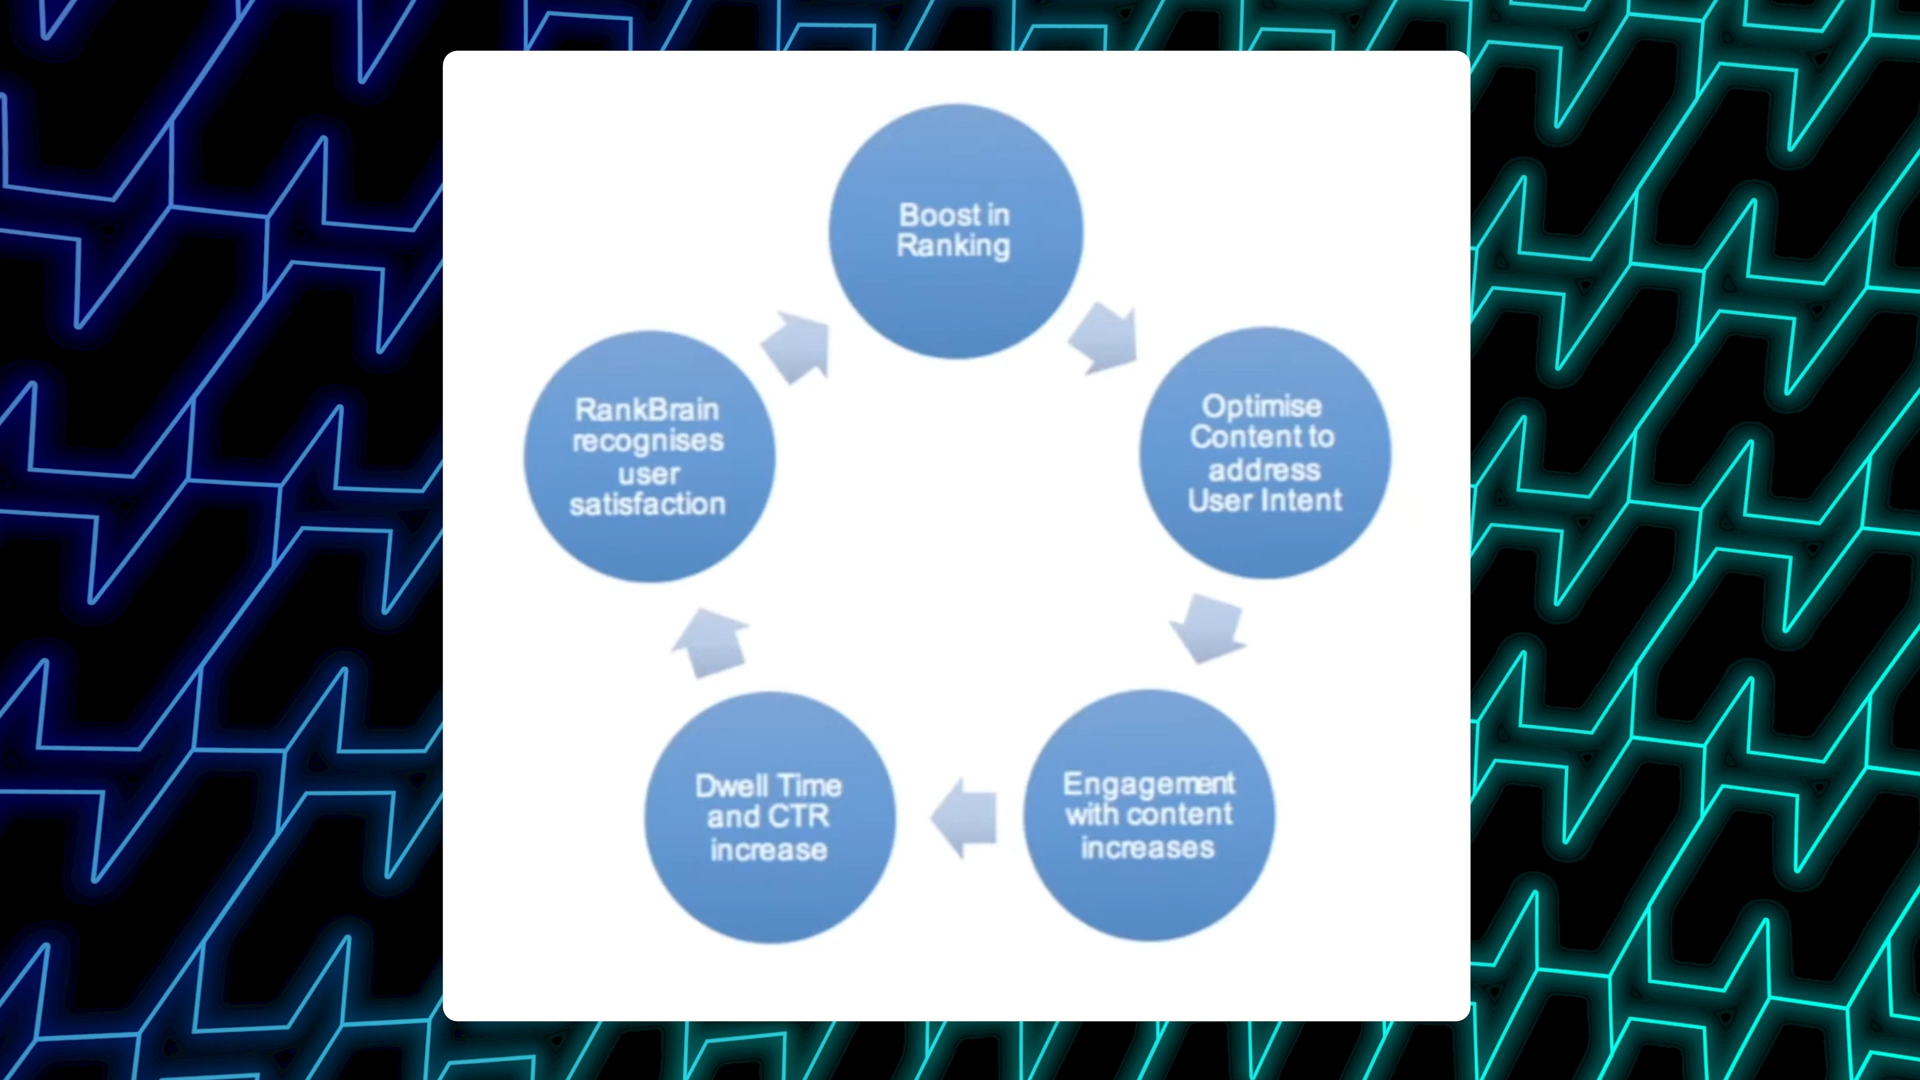 Boost in
Ranking
Optimise
Content to
address
User Intent
Engagement
with content
increases
Dwell Time
and CTR
increase
RankBrain
recognises
user
satisfaction